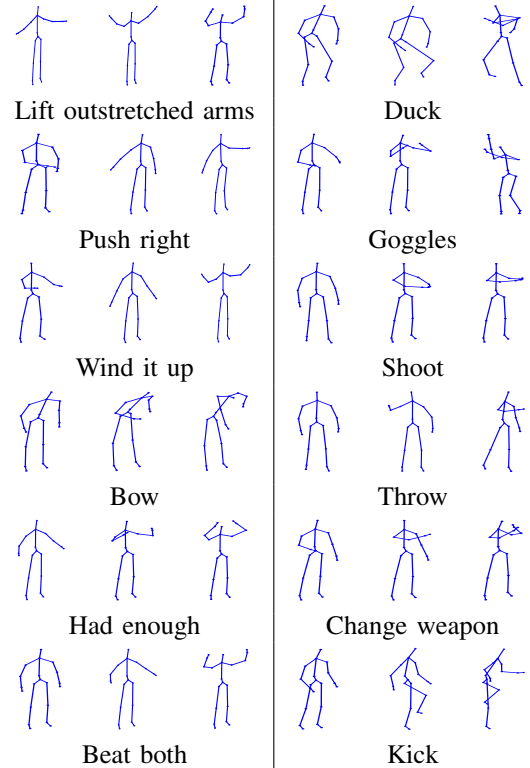 Lift outstretched arms
Duck
Push right
Goggles
Wind it up
Shoot
Bow
Throw
Had enough
Change weapon
Beat both
Kick